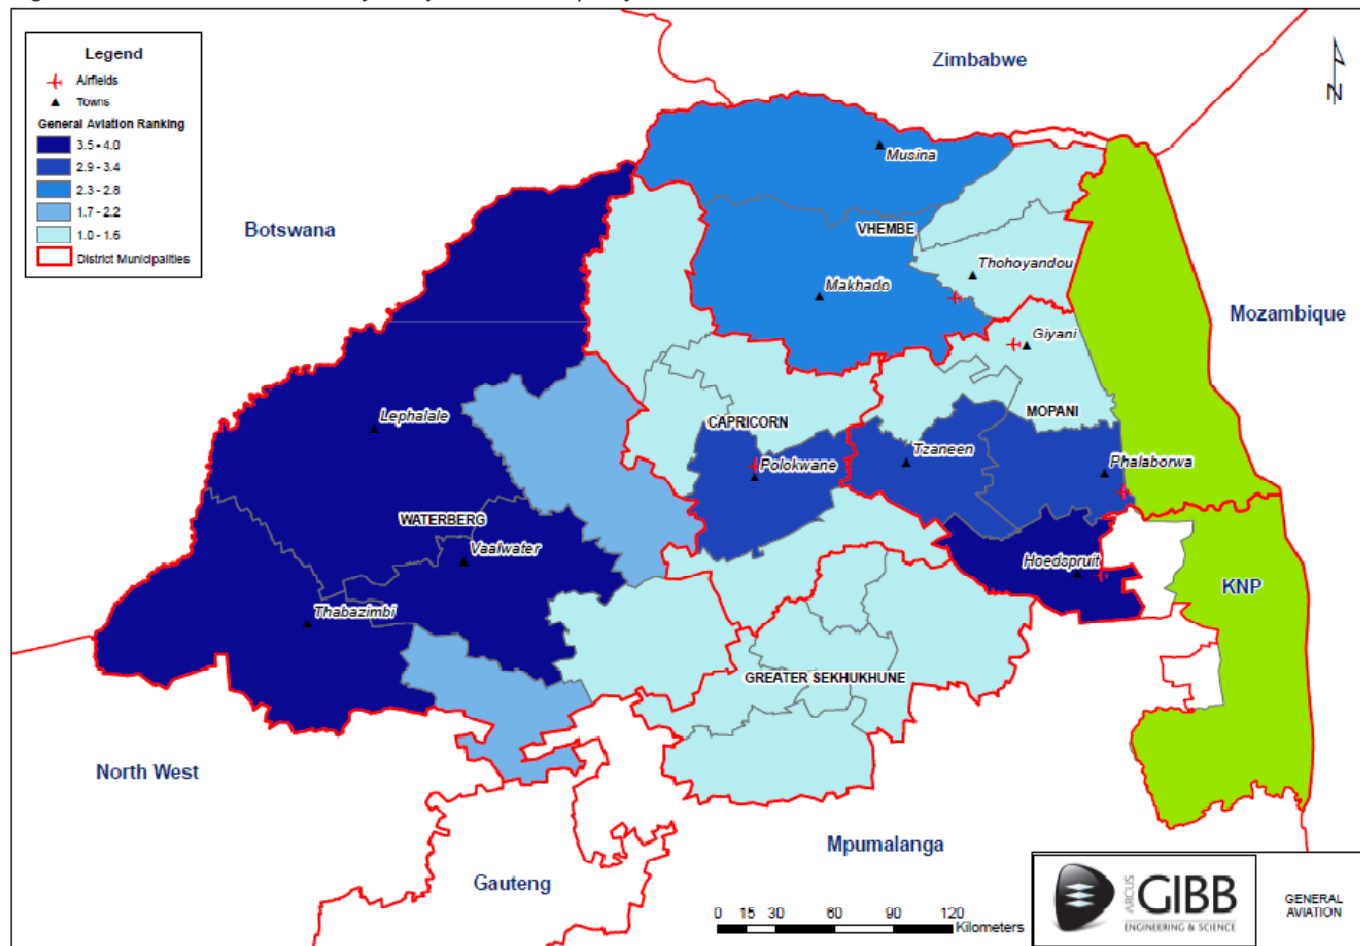 Legend
Airfields
Towns
General Aviation Ranking
3.5 - 4.0
2.9 - 3.4
2.3 - 2.8
1.7 - 2.2
1.0 - 1.6
District Municipalities
Zimbabwe
N
Musina
Botswana
VHEMBE
Thohoyandou
Makhado
Mozambique
Giyani
Lephalale
CAPRICORN
MOPANI
Polokwane
Tzaneen
Phalaborwa
WATERBERG
Vaalwater
Hoedspruit
KNP
Thabazimbi
GREATER SEKHUKHUNE
North West
Mpumalanga
Gauteng
0 15 30 60 90 120
Kilometers
ARCUS
GIBB
ENGINEERING & SCIENCE
GENERAL
AVIATION